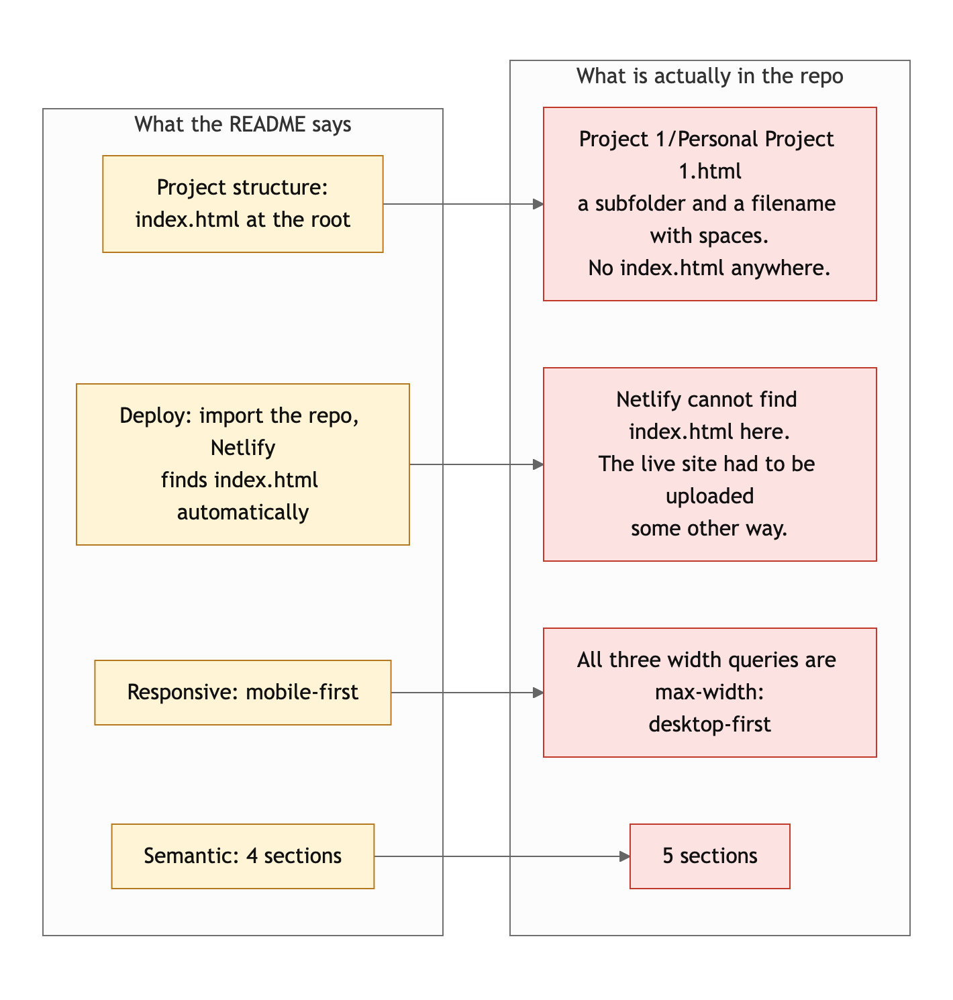 What is actually in the repo
What the README says
Project structure:
index.html at the root
Project 1/Personal Project
1.html
a subfolder and a filename
with spaces.
No index.html anywhere.
Deploy: import the repo,
Netlify
finds index.html
automatically
Netlify cannot find
index.html here.
The live site had to be
uploaded
some other way.
Responsive: mobile-first
All three width queries are
max-width:
desktop-first
Semantic: 4 sections
5 sections